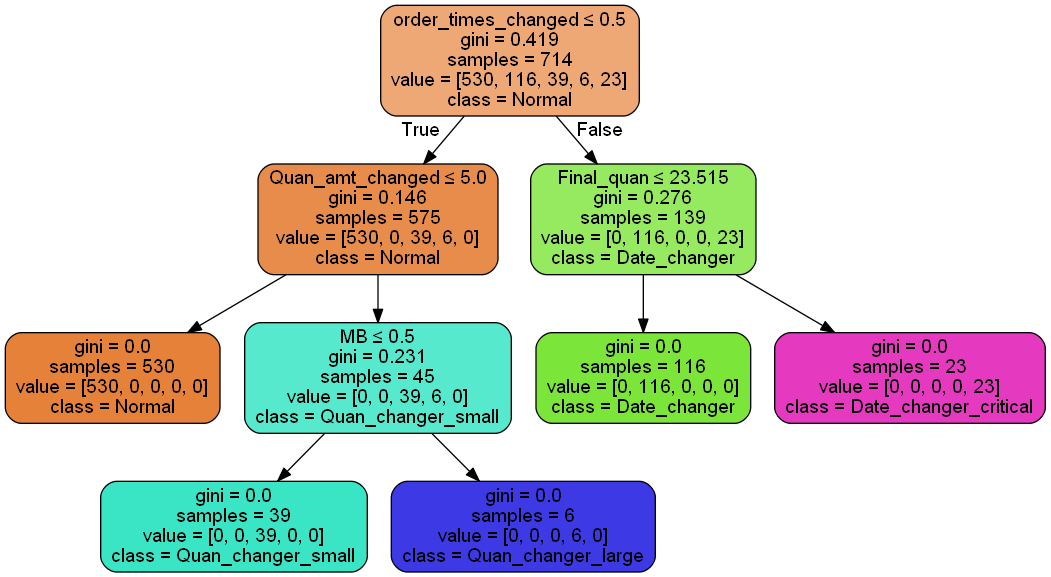 order_times_changed ≤ 0.5
gini = 0.419
samples = 714
value = [530, 116, 39, 6, 23]
class = Normal
True
False
Quan_amt_changed ≤ 5.0
gini = 0.146
samples = 575
value = [530, 0, 39, 6, 0]
class = Normal
Final_quan ≤ 23.515
gini = 0.276
samples = 139
value = [0, 116, 0, 0, 23]
class = Date_changer
gini = 0.0
samples = 530
value = [530, 0, 0, 0, 0]
class = Normal
MB ≤ 0.5
gini = 0.231
samples = 45
value = [0, 0, 39, 6, 0]
class = Quan_changer_small
gini = 0.0
samples = 116
value = [0, 116, 0, 0, 0]
class = Date_changer
gini = 0.0
samples = 23
value = [0, 0, 0, 0, 23]
class = Date_changer_critical
gini = 0.0
samples = 39
value = [0, 0, 39, 0, 0]
class = Quan_changer_small
gini = 0.0
samples = 6
value = [0, 0, 0, 6, 0]
class = Quan_changer_large